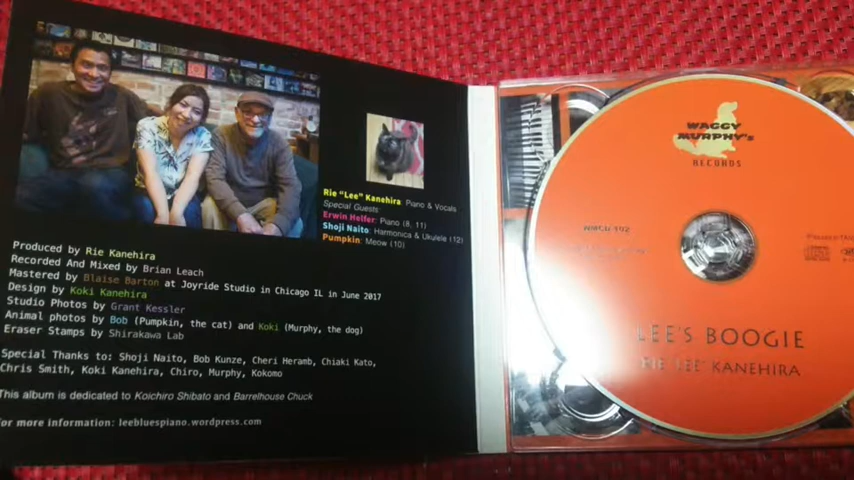 Rie "Lee" Kanehira: Piano & Vocals
Special Guests:
Erwin Helfer: Piano (8, 11)
Shoji Naito: Harmonica & Ukulele (12)
Pumpkin: Meow (10)
Produced by Rie Kanehira
Recorded And Mixed by Brian Leach
Mastered by Blaise Barton at Joyride Studio in Chicago IL in June 2017
Design by Koki Kanehira
Studio Photos by Grant Kessler
Animal photos by Bob (Pumpkin, the cat) and Koki (Murphy, the dog)
Eraser Stamps by Shirakawa Lab
Special Thanks to: Shoji Naito, Bob Kunze, Cheri Heramb, Chiaki Kato,
Chris Smith, Koki Kanehira, Chiro, Murphy, Kokomo
This album is dedicated to Koichiro Shibato and Barrelhouse Chuck
For more information: leebluespiano.wordpress.com
WAGGY
MURPHY'S
RECORDS
LEE'S BOOGIE
RIE "LEE" KANEHIRA